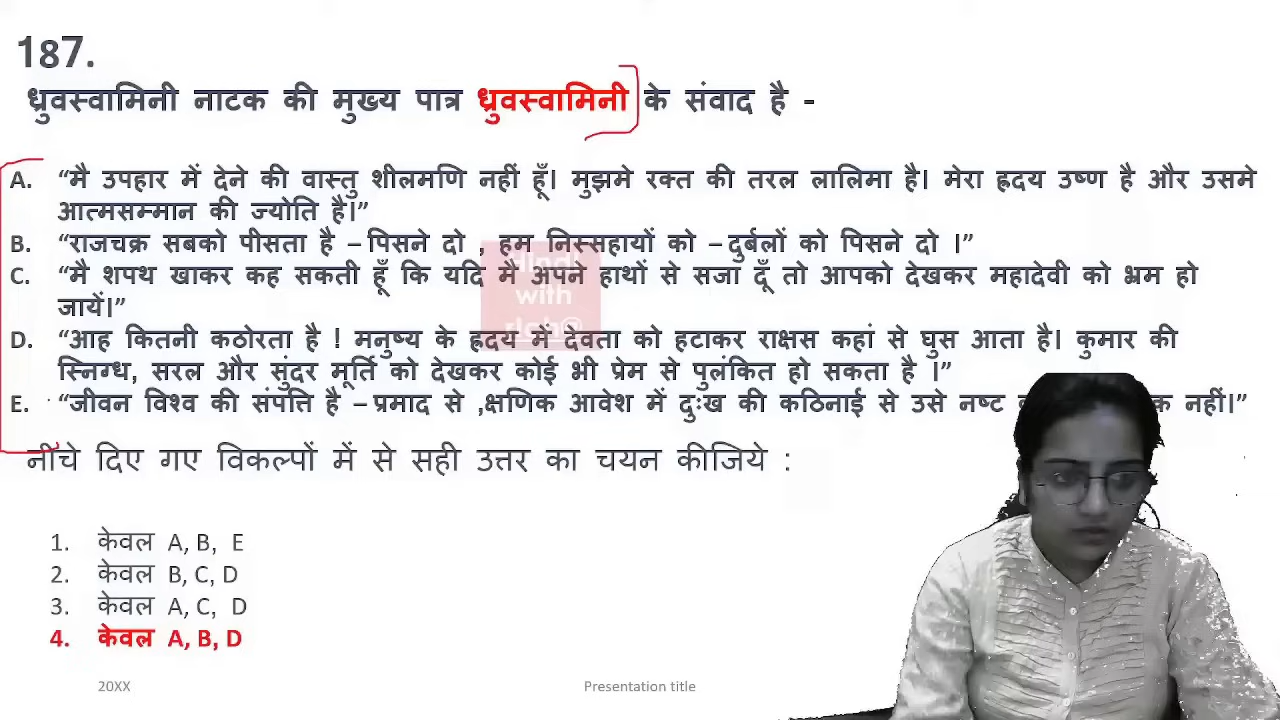 187.
ध्रुवस्वामिनी नाटक की मुख्य पात्र ध्रुवस्वामिनी के संवाद है -
A. “मै उपहार में देने की वास्तु शीलमणि नहीं हूँ। मुझमे रक्त की तरल लालिमा है। मेरा ह्रदय उष्ण है और उसमे
आत्मसम्मान की ज्योति है।”
B. “राजचक्र सबको पीसता है – पिसने दो , हम निस्सहायों को – दुर्बलों को पिसने दो ।”
C. “मै शपथ खाकर कह सकती हूँ कि यदि मै अपने हाथों से सजा दूँ तो आपको देखकर महादेवी को भ्रम हो
जायें।”
D. “आह कितनी कठोरता है ! मनुष्य के ह्रदय में देवता को हटाकर राक्षस कहां से घुस आता है। कुमार की
स्निग्ध, सरल और सुंदर मूर्ति को देखकर कोई भी प्रेम से पुलंकित हो सकता है ।”
E. “जीवन विश्व की संपत्ति है – प्रमाद से ,क्षणिक आवेश में दुःख की कठिनाई से उसे नष्ट नहीं।”
Hindi
with
नीचे दिए गए विकल्पों में से सही उत्तर का चयन कीजिये :
1. केवल A, B, E
2. केवल B, C, D
3. केवल A, C, D
4. केवल A, B, D
20XX
Presentation title